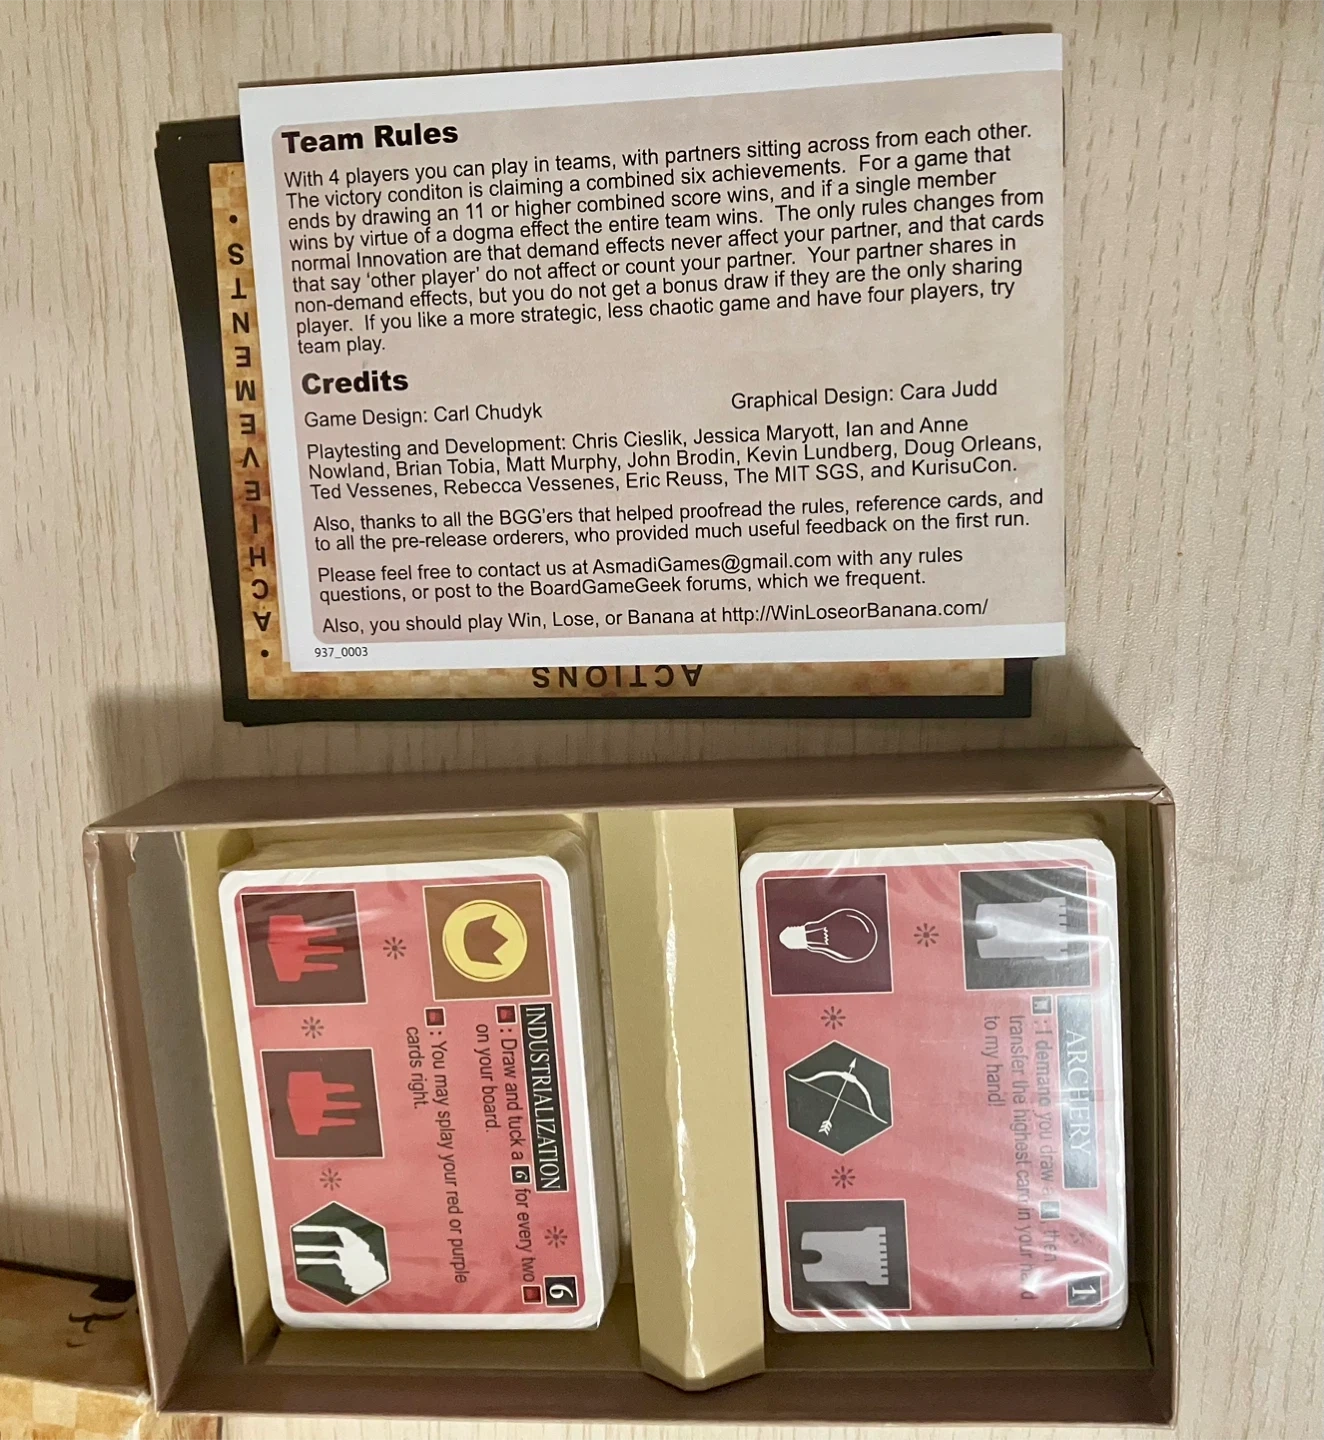 Team Rules
With 4 players you can play in teams, with partners sitting across from each other.
The victory conditon is claiming a combined six achievements. For a game that
ends by drawing an 11 or higher combined score wins, and if a single member
wins by virtue of a dogma effect the entire team wins. The only rules changes from
normal Innovation are that demand effects never affect your partner, and that cards
that say 'other player' do not affect or count your partner. Your partner shares in
non-demand effects, but you do not get a bonus draw if they are the only sharing
player. If you like a more strategic, less chaotic game and have four players, try
team play.
Credits
Game Design: Carl Chudyk
Graphical Design: Cara Judd
Playtesting and Development: Chris Cieslik, Jessica Maryott, Ian and Anne
Nowland, Brian Tobia, Matt Murphy, John Brodin, Kevin Lundberg, Doug Orleans,
Ted Vessenes, Rebecca Vessenes, Eric Reuss, The MIT SGS, and KurisuCon.
Also, thanks to all the BGG'ers that helped proofread the rules, reference cards, and
to all the pre-release orderers, who provided much useful feedback on the first run.
Please feel free to contact us at AsmadiGames@gmail.com with any rules
questions, or post to the BoardGameGeek forums, which we frequent.
Also, you should play Win, Lose, or Banana at http://WinLoseorBanana.com/
937_0003
• ACHIEVEMENTS •
ACTIONS
INDUSTRIALIZATION
6
: Draw and tuck a 6 for every two
on your board.
: You may splay your red or purple
cards right.
ARCHERY
1
: I demand you draw a 1, then
transfer the highest card in your hand
to my hand!